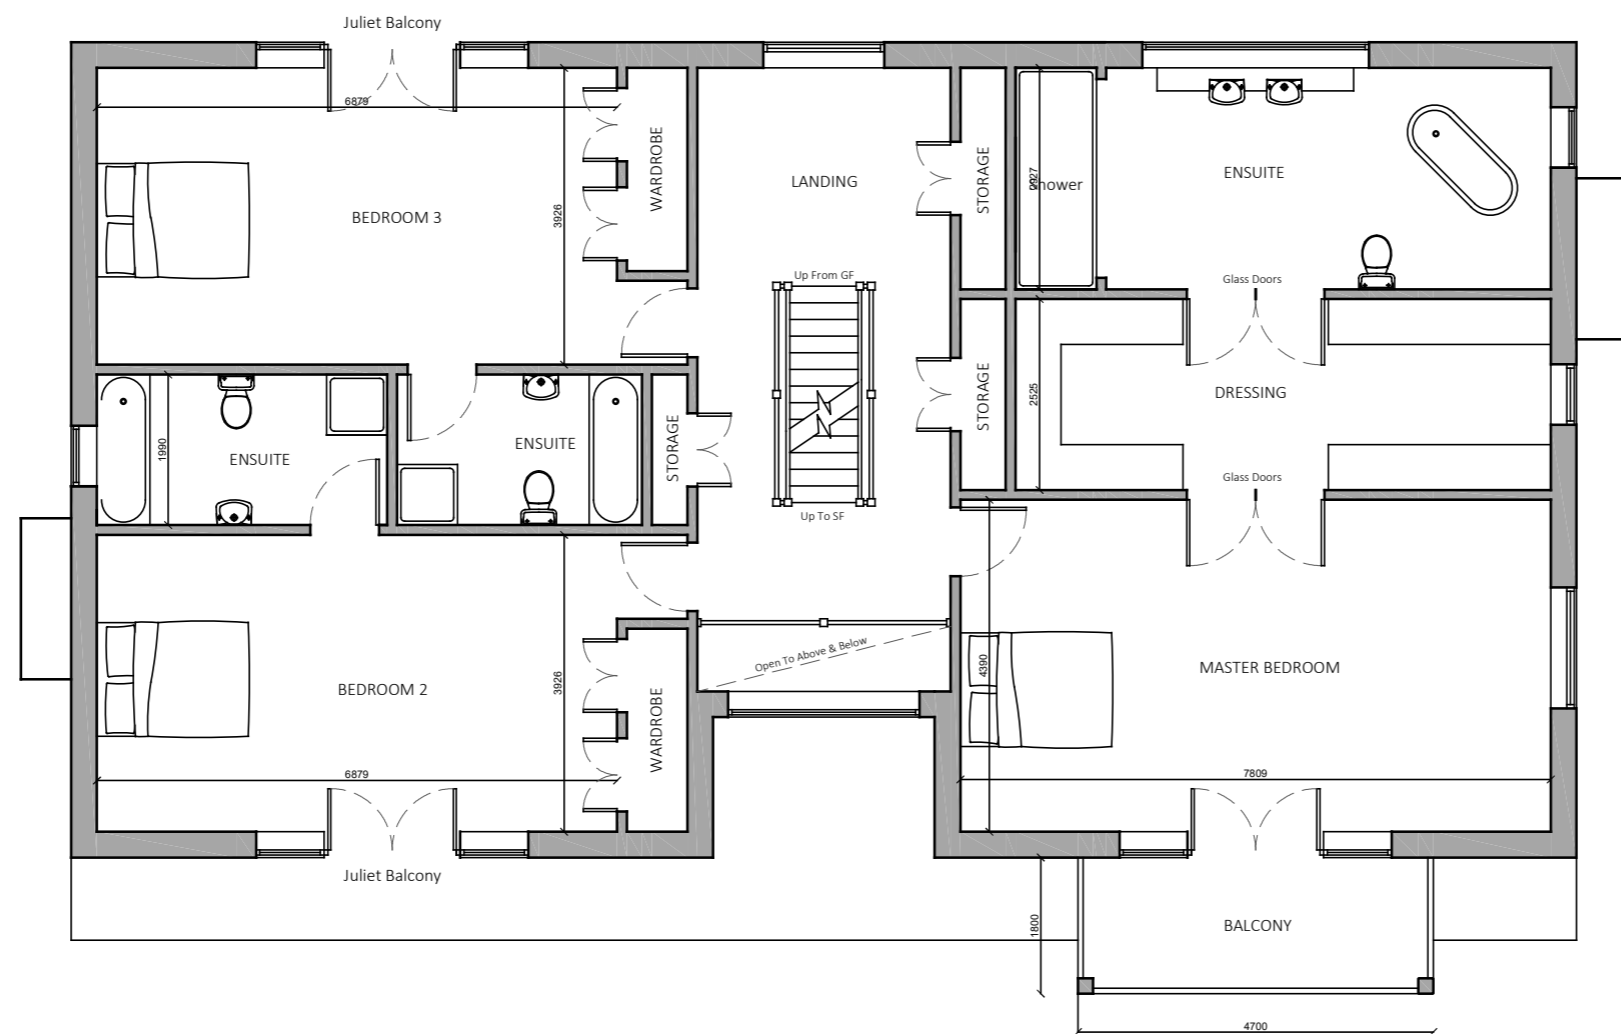 Juliet Balcony
6879
BEDROOM 3
3926
WARDROBE
LANDING
STORAGE
Shower
2927
ENSUITE
Up From GF
Glass Doors
DRESSING
2525
STORAGE
1990
ENSUITE
ENSUITE
STORAGE
Glass Doors
Up To SF
Open To Above & Below
BEDROOM 2
3926
WARDROBE
4390
MASTER BEDROOM
6879
7809
Juliet Balcony
1800
BALCONY
4700